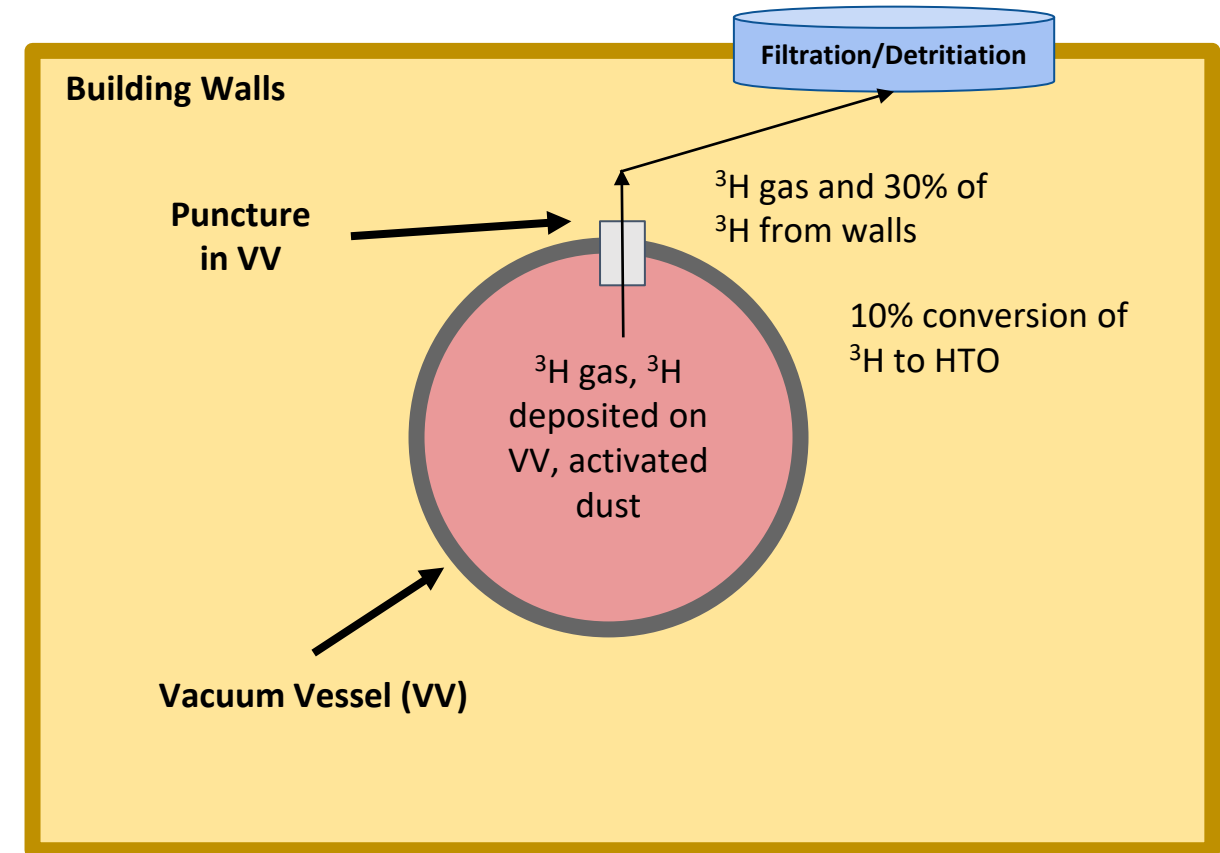 Filtration/Detritiation
Building Walls
Puncture
in VV
³H gas and 30% of
³H from walls
10% conversion of
³H to HTO
³H gas, ³H
deposited on
VV, activated
dust
Vacuum Vessel (VV)